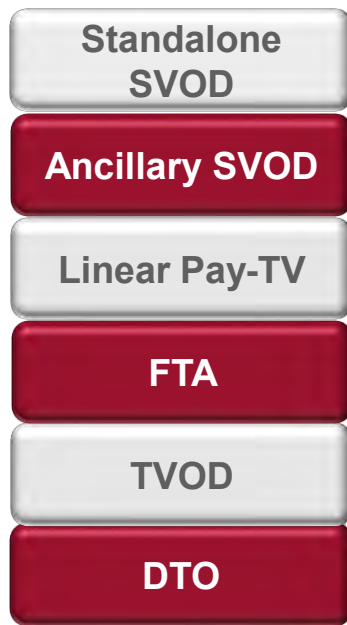 Standalone
SVOD
Ancillary SVOD
Linear Pay-TV
FTA
TVOD
DTO